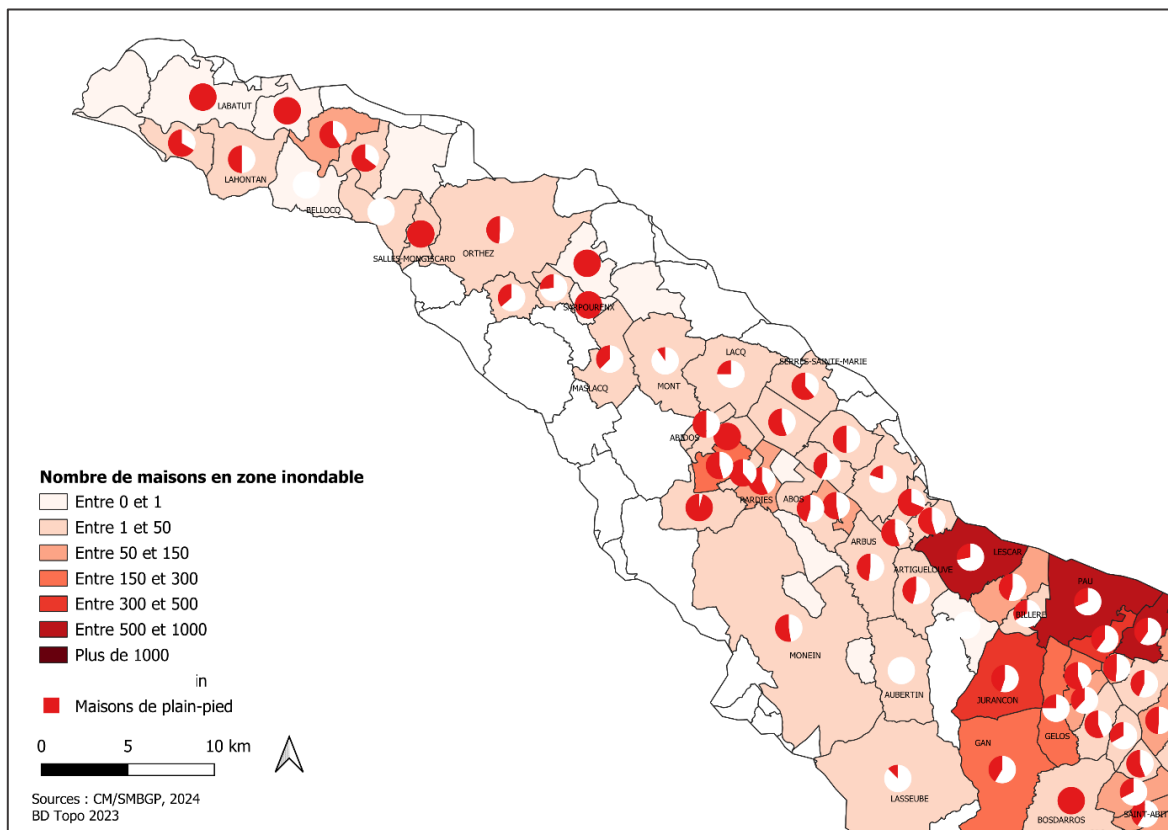 LABATUT
LAHONTAN
BELLOCQ
SALLES-MONGISCARD
ORTHEZ
SARPOURENX
MASLACQ
MONT
LACQ
SERRES-SAINTE-MARIE
ABIDOS
PARDIES
ABOS
ARBUS
ARTIGUELOUVE
LESCAR
PAU
BILLERE
MONEIN
AUBERTIN
JURANCON
GELOS
GAN
LASSEUBE
BOSDARROS
SAINT-ABIT
Nombre de maisons en zone inondable
Entre 0 et 1
Entre 1 et 50
Entre 50 et 150
Entre 150 et 300
Entre 300 et 500
Entre 500 et 1000
Plus de 1000
in
Maisons de plain-pied
0 5 10 km
Sources : CM/SMBGP, 2024
BD Topo 2023